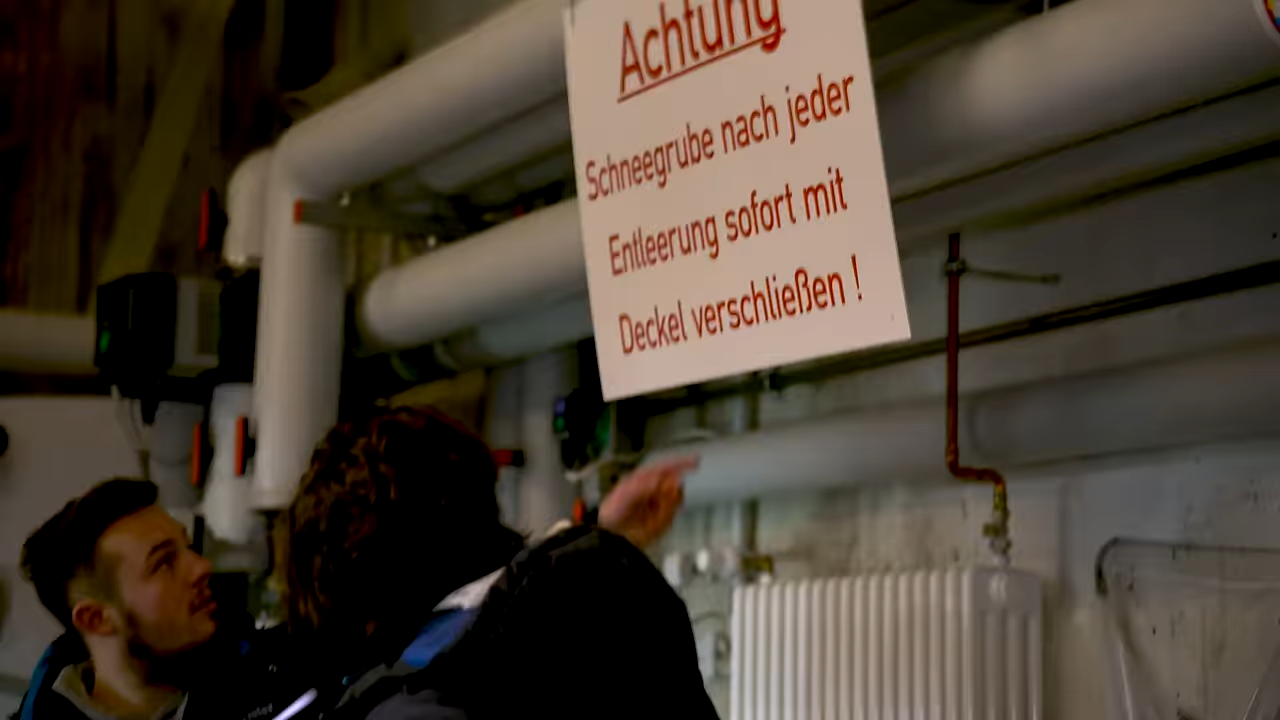 Achtung
Schneegrube nach jeder
Entleerung sofort mit
Deckel verschließen !